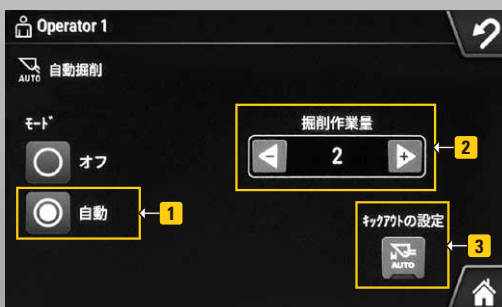 Operator 1
AUTO 自動掘削
ﾓｰﾄﾞ
オフ
自動
1
掘削作業量
- 2 +
2
ｷｯｸｱｳﾄの設定
AUTO
3